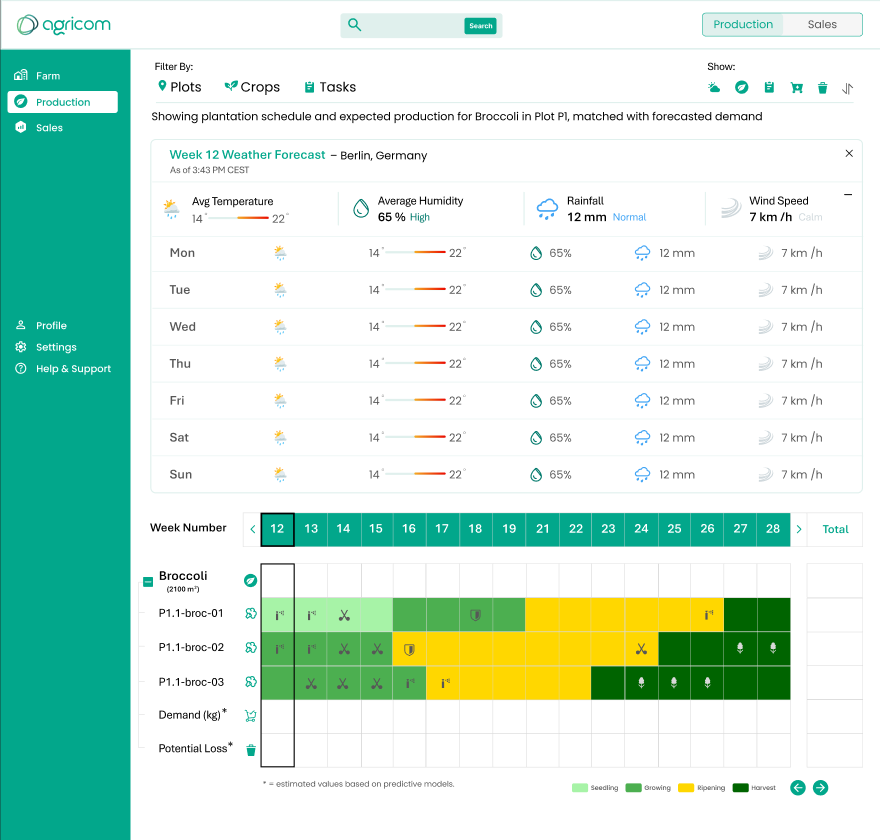 agricom
Search
Production Sales
Farm
Production
Sales
Profile
Settings
Help & Support
Filter By:
Plots Crops Tasks
Show:
Showing plantation schedule and expected production for Broccoli in Plot P1, matched with forecasted demand
Week 12 Weather Forecast – Berlin, Germany
As of 3:43 PM CEST
Avg Temperature
14° 22°
Average Humidity
65 % High
Rainfall
12 mm Normal
Wind Speed
7 km /h Calm
Mon 14° 22° 65% 12 mm 7 km /h
Tue 14° 22° 65% 12 mm 7 km /h
Wed 14° 22° 65% 12 mm 7 km /h
Thu 14° 22° 65% 12 mm 7 km /h
Fri 14° 22° 65% 12 mm 7 km /h
Sat 14° 22° 65% 12 mm 7 km /h
Sun 14° 22° 65% 12 mm 7 km /h
Week Number 12 13 14 15 16 17 18 19 21 22 23 24 25 26 27 28 Total
Broccoli
(2100 m²)
P1.1-broc-01
P1.1-broc-02
P1.1-broc-03
Demand (kg)*
Potential Loss*
* = estimated values based on predictive models.
Seedling Growing Ripening Harvest